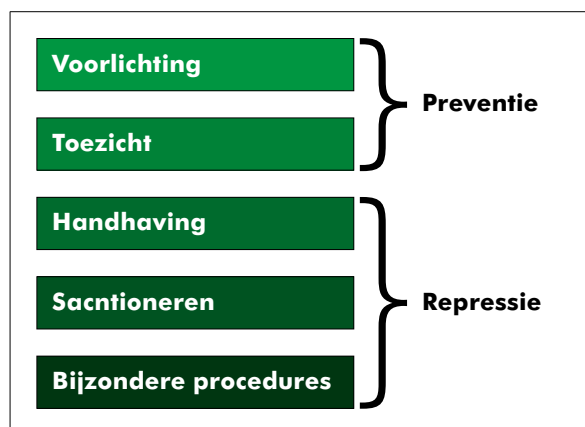 Voorlichting
Toezicht
Preventie
Handhaving
Sacntioneren
Bijzondere procedures
Repressie